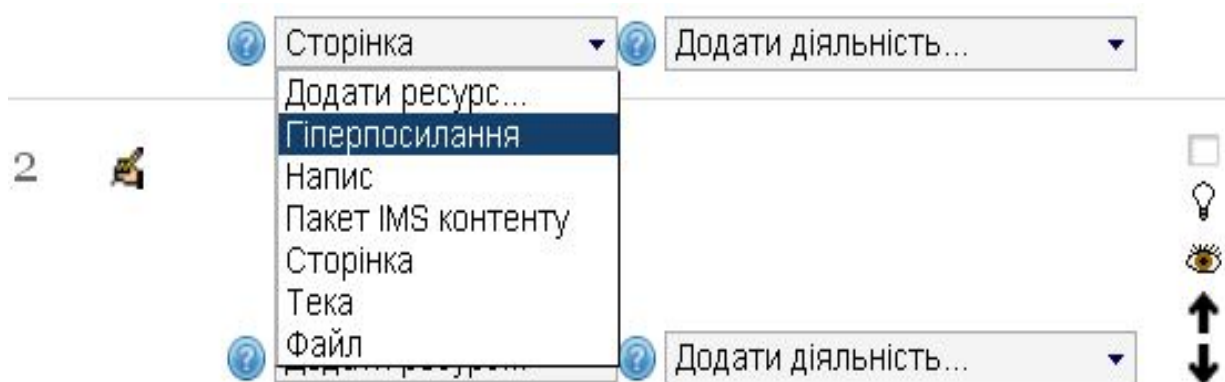 Сторінка Додати діяльність...
Додати ресурс...
Гіперпосилання
2
Напис
Пакет IMS контенту
Сторінка
Тека
Файл
Додати діяльність...